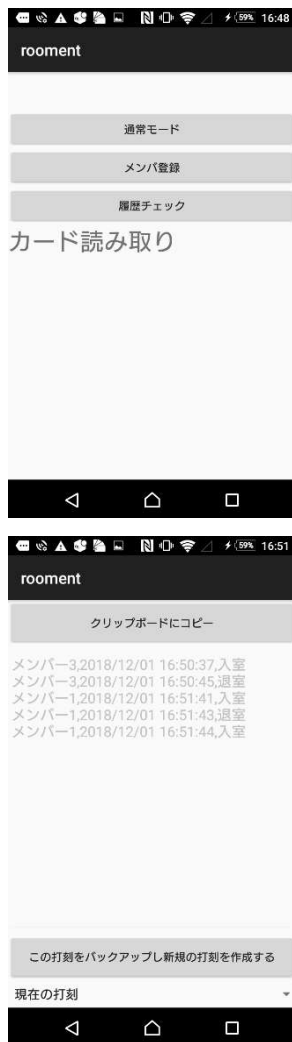 59% 16:48
rooment
通常モード
メンバ登録
履歴チェック
カード読み取り
59% 16:51
rooment
クリップボードにコピー
メンバー3,2018/12/01 16:50:37,入室
メンバー3,2018/12/01 16:50:45,退室
メンバー1,2018/12/01 16:51:41,入室
メンバー1,2018/12/01 16:51:43,退室
メンバー1,2018/12/01 16:51:44,入室
この打刻をバックアップし新規の打刻を作成する
現在の打刻